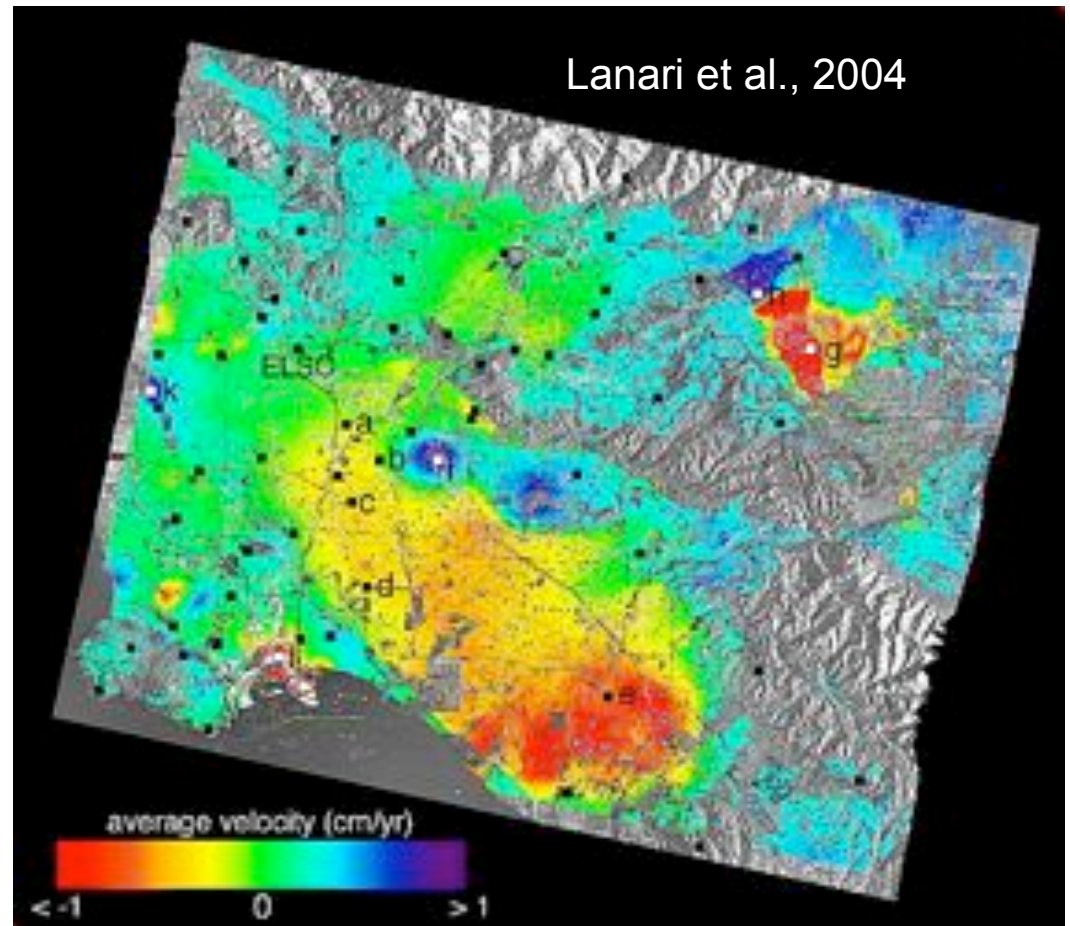 Lanari et al., 2004
h
g
ELSC
k
a
b
c
d
e
average velocity (cm/yr)
< -1 0 > 1